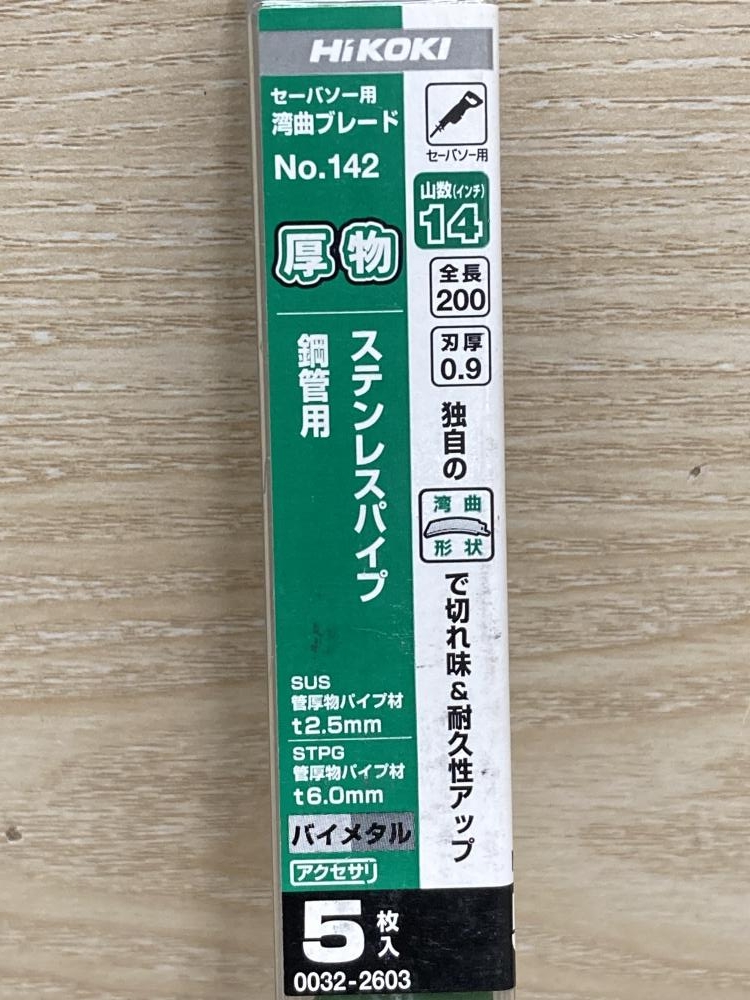 HiKOKI
セーバソー用
湾曲ブレード
No.142
厚物
ステンレスパイプ
鋼管用
SUS
管厚物パイプ材
t2.5mm
STPG
管厚物パイプ材
t6.0mm
バイメタル
アクセサリ
5枚入
0032-2603
セーバソー用
山数(インチ)
14
全長
200
刃厚
0.9
独自の
湾曲
形状
で切れ味&耐久性アップ